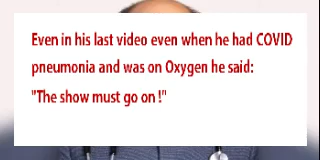 Even in his last video even when he had COVID
pneumonia and was on Oxygen he said:
"The show must go on !"